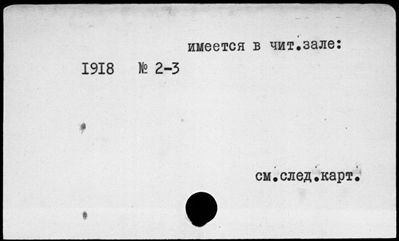 имеется в чит.зале:
1918 № 2-3
см.след.карт.